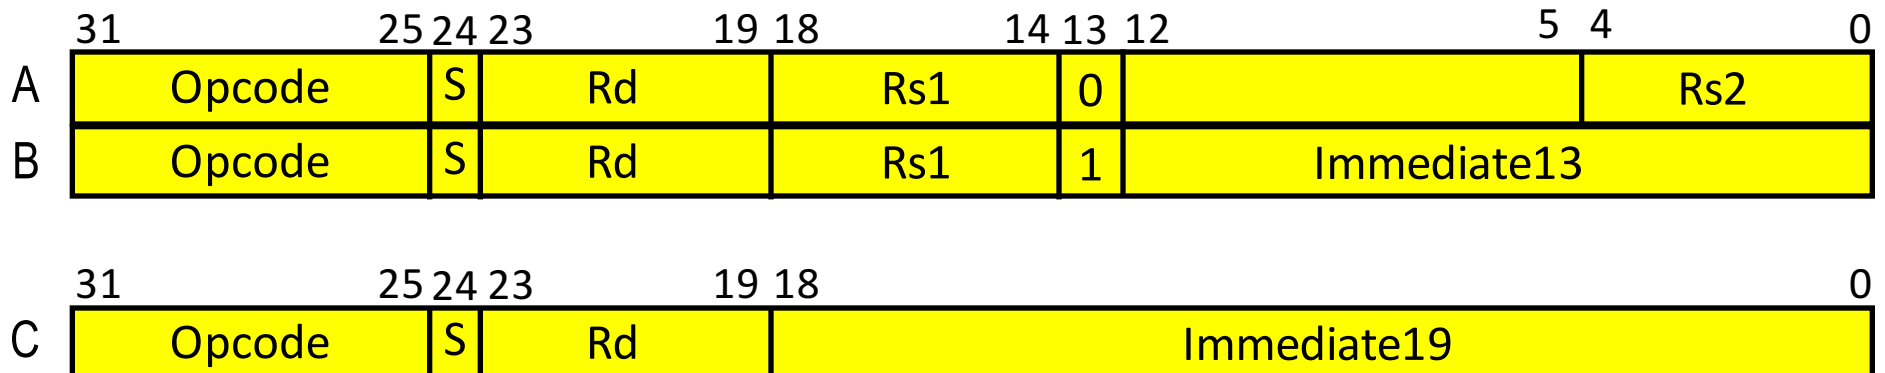 31 25 24 23 19 18 14 13 12 5 4 0
A Opcode S Rd Rs1 0 Rs2
B Opcode S Rd Rs1 1 Immediate13
31 25 24 23 19 18 0
C Opcode S Rd Immediate19